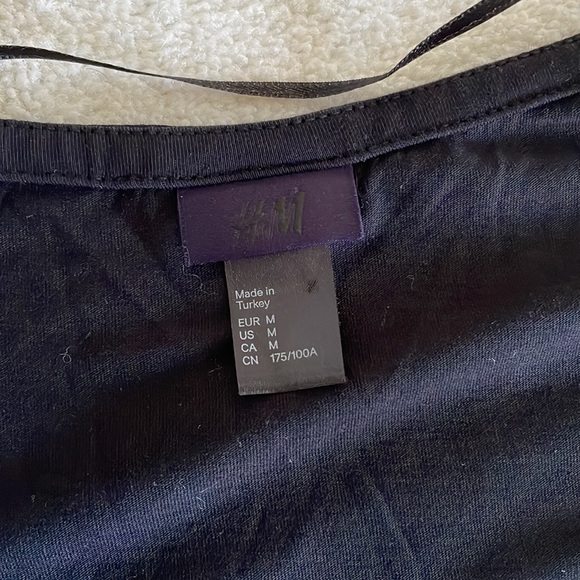 H&M
Made in
Turkey
EUR M
US M
CA M
CN 175/100A